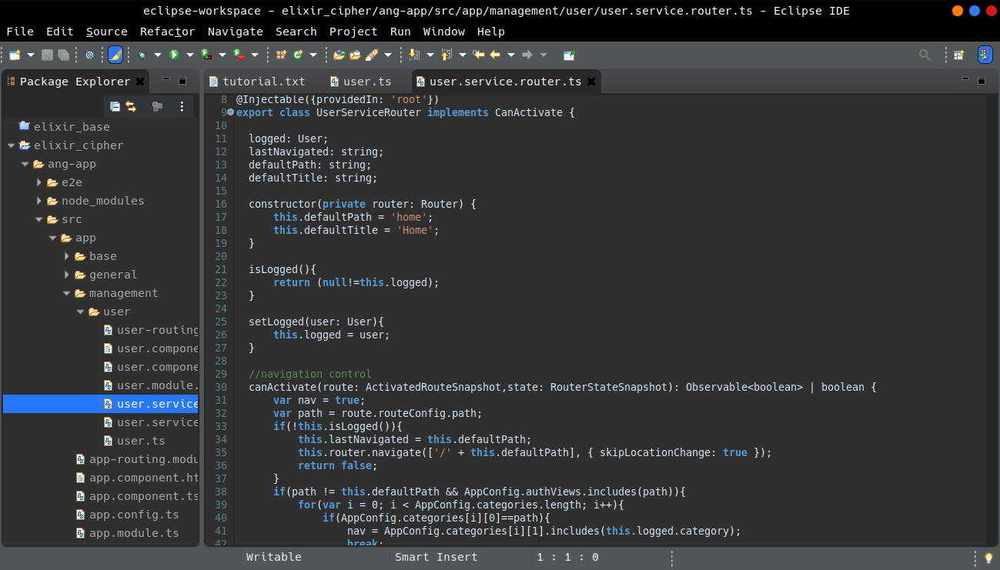 eclipse-workspace - elixir_cipher/ang-app/src/app/management/user/user.service.router.ts - Eclipse IDE
File Edit Source Refactor Navigate Search Project Run Window Help
Package Explorer
elixir_base
elixir_cipher
ang-app
e2e
node_modules
src
app
base
general
management
user
user-routing
user.compone
user.compone
user.module.
user.service
user.service
user.ts
app-routing.modu
app.component.ht
app.component.ts
app.config.ts
app.module.ts
tutorial.txt user.ts user.service.router.ts
8 @Injectable({providedIn: 'root'})
9 export class UserServiceRouter implements CanActivate {
10
11 logged: User;
12 lastNavigated: string;
13 defaultPath: string;
14 defaultTitle: string;
15
16 constructor(private router: Router) {
17 this.defaultPath = 'home';
18 this.defaultTitle = 'Home';
19 }
20
21 isLogged(){
22 return (null!=this.logged);
23 }
24
25 setLogged(user: User){
26 this.logged = user;
27 }
28
29 //navigation control
30 canActivate(route: ActivatedRouteSnapshot,state: RouterStateSnapshot): Observable<boolean> | boolean {
31 var nav = true;
32 var path = route.routeConfig.path;
33 if(!this.isLogged()){
34 this.lastNavigated = this.defaultPath;
35 this.router.navigate(['/' + this.defaultPath], { skipLocationChange: true });
36 return false;
37 }
38 if(path != this.defaultPath && AppConfig.authViews.includes(path)){
39 for(var i = 0; i < AppConfig.categories.length; i++){
40 if(AppConfig.categories[i][0]==path){
41 nav = AppConfig.categories[i][1].includes(this.logged.category);
42 break;
Writable Smart Insert 1 : 1 : 0